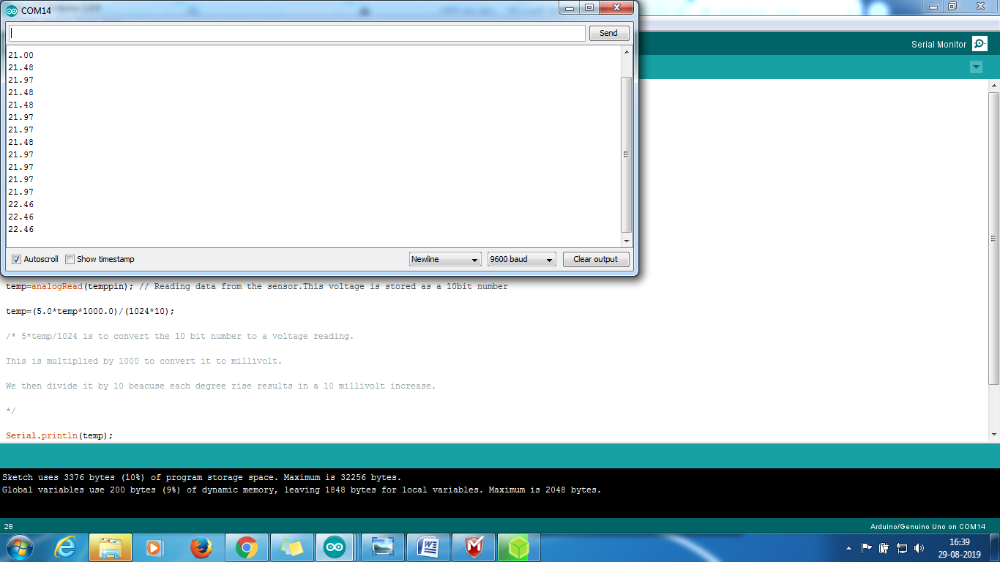 COM14
Send
21.00
21.48
21.97
21.48
21.48
21.97
21.97
21.48
21.97
21.97
21.97
21.97
22.46
22.46
22.46
Autoscroll Show timestamp Newline 9600 baud Clear output
Serial Monitor
temp=analogRead(temppin); // Reading data from the sensor.This voltage is stored as a 10bit number
temp=(5.0*temp*1000.0)/(1024*10);
/* 5*temp/1024 is to convert the 10 bit number to a voltage reading.
This is multiplied by 1000 to convert it to millivolt.
We then divide it by 10 beacuse each degree rise results in a 10 millivolt increase.
*/
Serial.println(temp);
Sketch uses 3376 bytes (10%) of program storage space. Maximum is 32256 bytes.
Global variables use 200 bytes (9%) of dynamic memory, leaving 1848 bytes for local variables. Maximum is 2048 bytes.
28 Arduino/Genuino Uno on COM14
16:39
29-08-2019